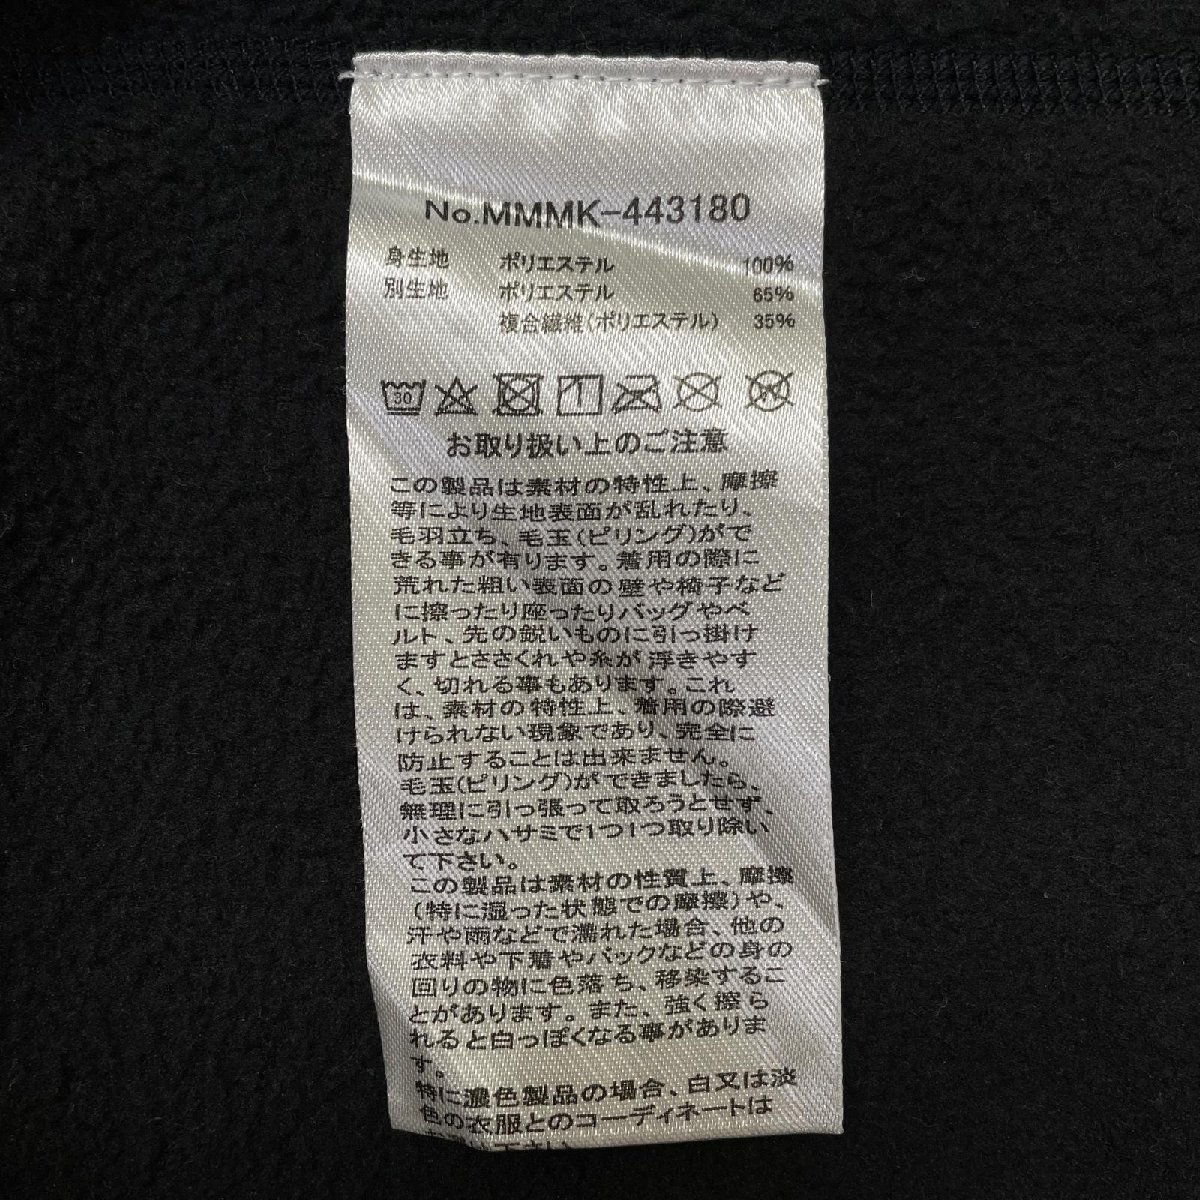 No.MMMK-443180
身生地 ポリエステル 100%
別生地 ポリエステル 65%
複合繊維(ポリエステル) 35%
30
お取り扱い上のご注意
この製品は素材の特性上、摩擦
等により生地表面が乱れたり、
毛羽立ち、毛玉(ピリング)がで
きる事が有ります。着用の際に
荒れた粗い表面の壁や椅子など
に擦ったり座ったりバッグやベ
ルト、先の鋭いものに引っ掛け
ますとささくれや糸が浮きやす
く、切れる事もあります。これ
は、素材の特性上、着用の際避
けられない現象であり、完全に
防止することは出来ません。
毛玉(ピリング)ができましたら、
無理に引っ張って取ろうとせず、
小さなハサミで1つ1つ取り除い
て下さい。
この製品は素材の性質上、摩擦
(特に湿った状態での摩擦)や、
汗や雨などで濡れた場合、他の
衣料や下着やバックなどの身の
回りの物に色落ち、移染するこ
とがあります。また、強く擦ら
れると白っぽくなる事がありま
す。
特に濃色製品の場合、白又は淡
色の衣服とのコーディネートは
下さい